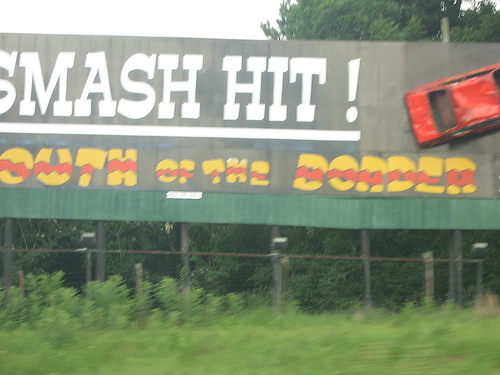 SMASH HIT!
OUTH OF THE BORDER